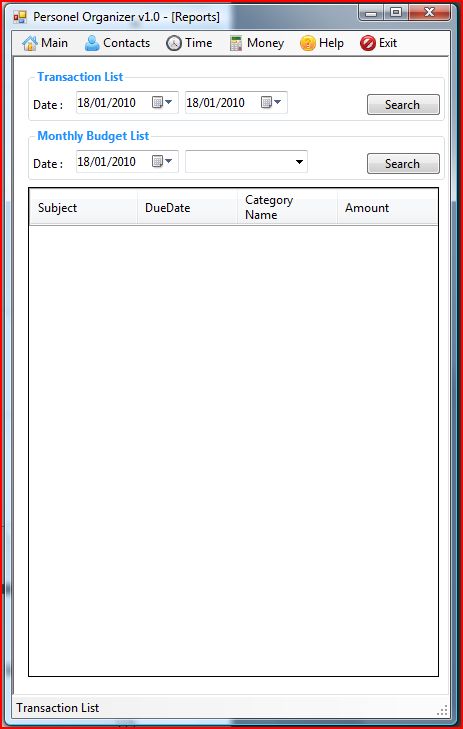 Personel Organizer v1.0 - [Reports]
Main Contacts Time Money Help Exit
Transaction List
Date : 18/01/2010 18/01/2010 Search
Monthly Budget List
Date : 18/01/2010 Search
Subject DueDate Category Name Amount
Transaction List